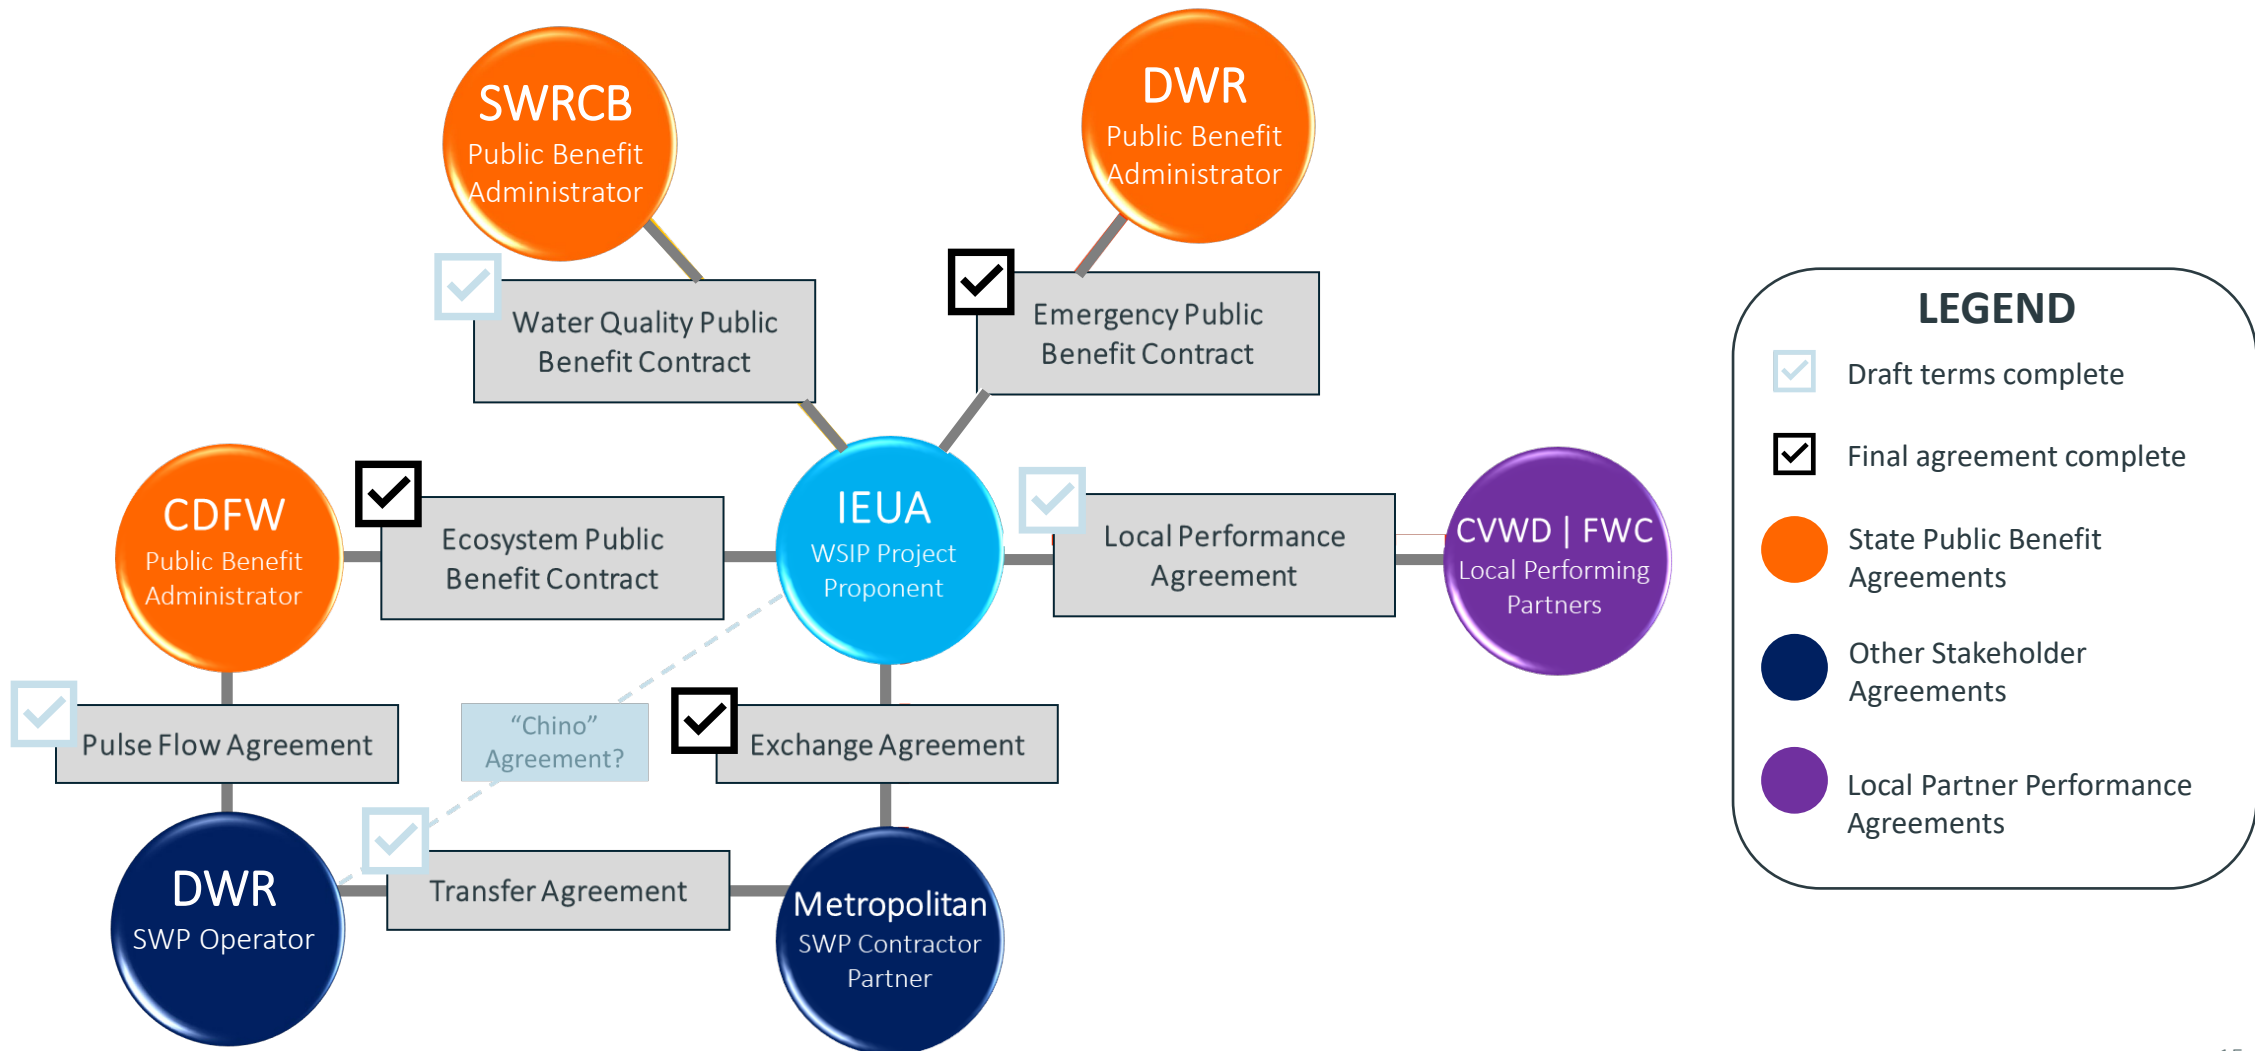 SWRCB
Public Benefit
Administrator
DWR
Public Benefit
Administrator
Water Quality Public
Benefit Contract
Emergency Public
Benefit Contract
CDFW
Public Benefit
Administrator
Ecosystem Public
Benefit Contract
IEUA
WSIP Project
Proponent
Local Performance
Agreement
CVWD | FWC
Local Performing
Partners
Pulse Flow Agreement
“Chino”
Agreement?
Exchange Agreement
DWR
SWP Operator
Transfer Agreement
Metropolitan
SWP Contractor
Partner
LEGEND
Draft terms complete
Final agreement complete
State Public Benefit
Agreements
Other Stakeholder
Agreements
Local Partner Performance
Agreements